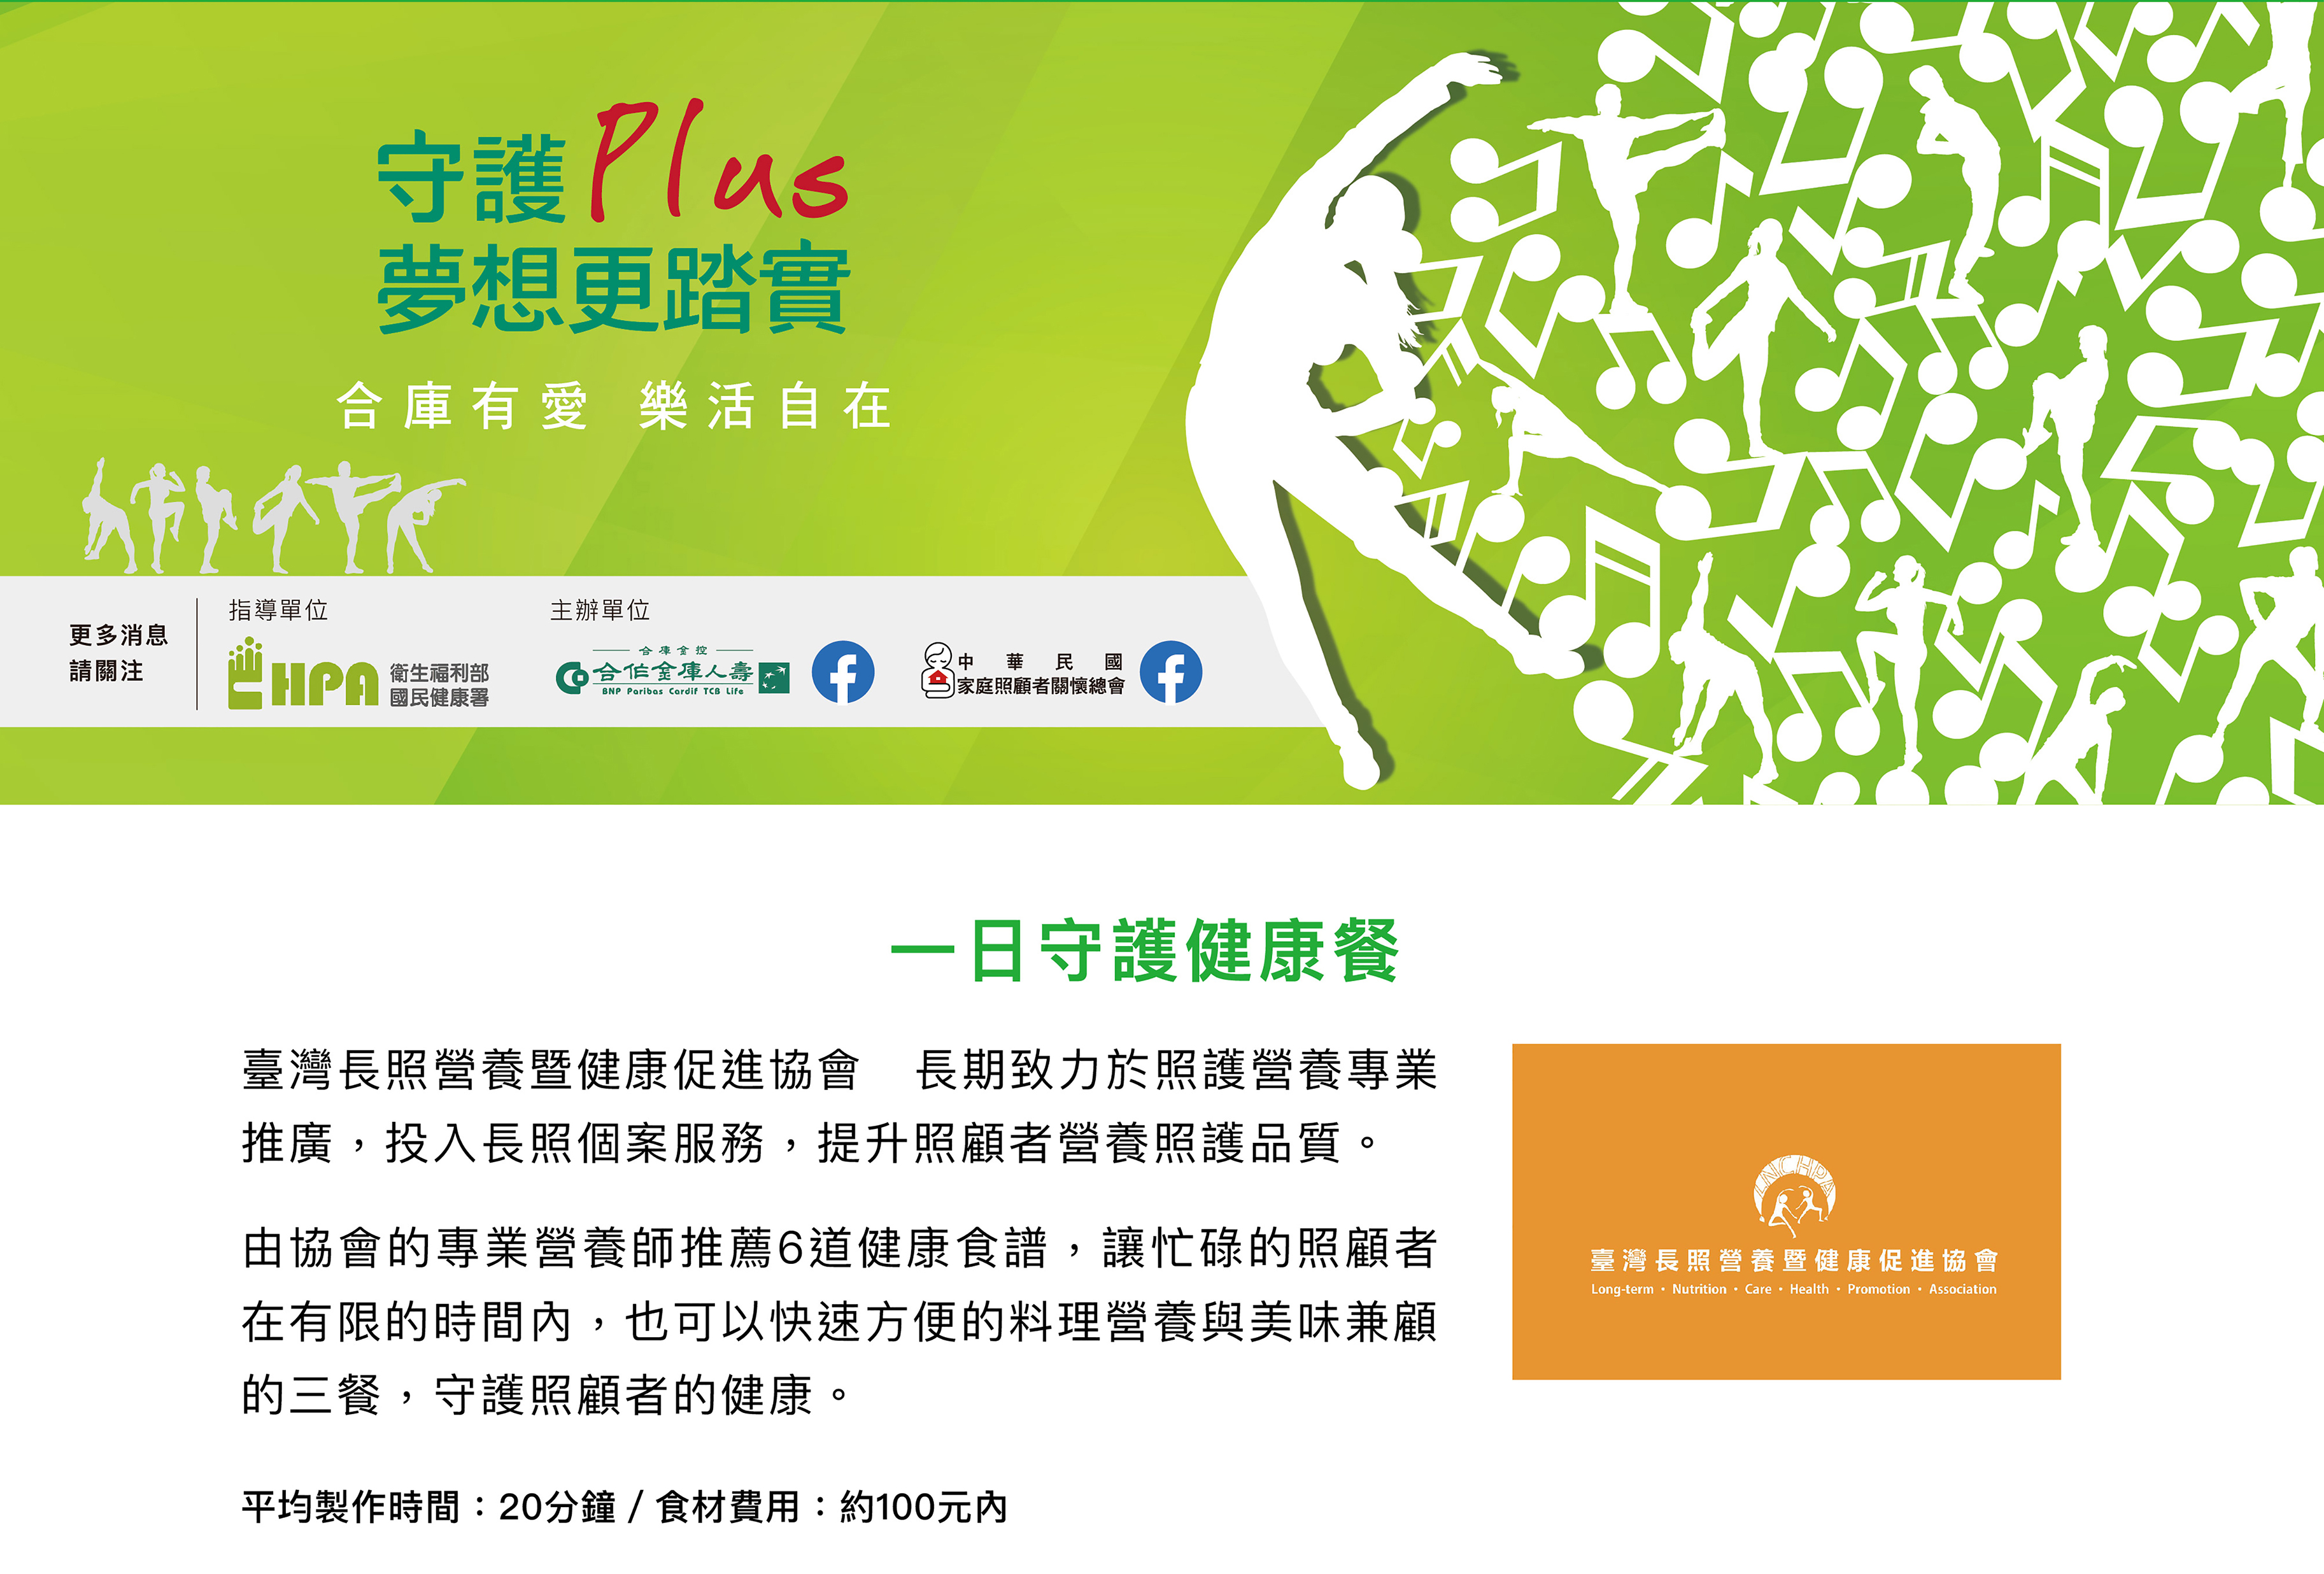 守護Plus
夢想更踏實
合庫有愛 樂活自在
更多消息
請關注
指導單位
HPA 衛生福利部
國民健康署
主辦單位
合庫金控
合作金庫人壽
BNP Paribas Cardif TCB Life
中華民國
家庭照顧者關懷總會
一日守護健康餐
臺灣長照營養暨健康促進協會　長期致力於照護營養專業
推廣，投入長照個案服務，提升照顧者營養照護品質。
由協會的專業營養師推薦6道健康食譜，讓忙碌的照顧者
在有限的時間內，也可以快速方便的料理營養與美味兼顧
的三餐，守護照顧者的健康。
平均製作時間：20分鐘 / 食材費用：約100元內
LNCHPA
臺灣長照營養暨健康促進協會
Long-term • Nutrition • Care • Health • Promotion • Association